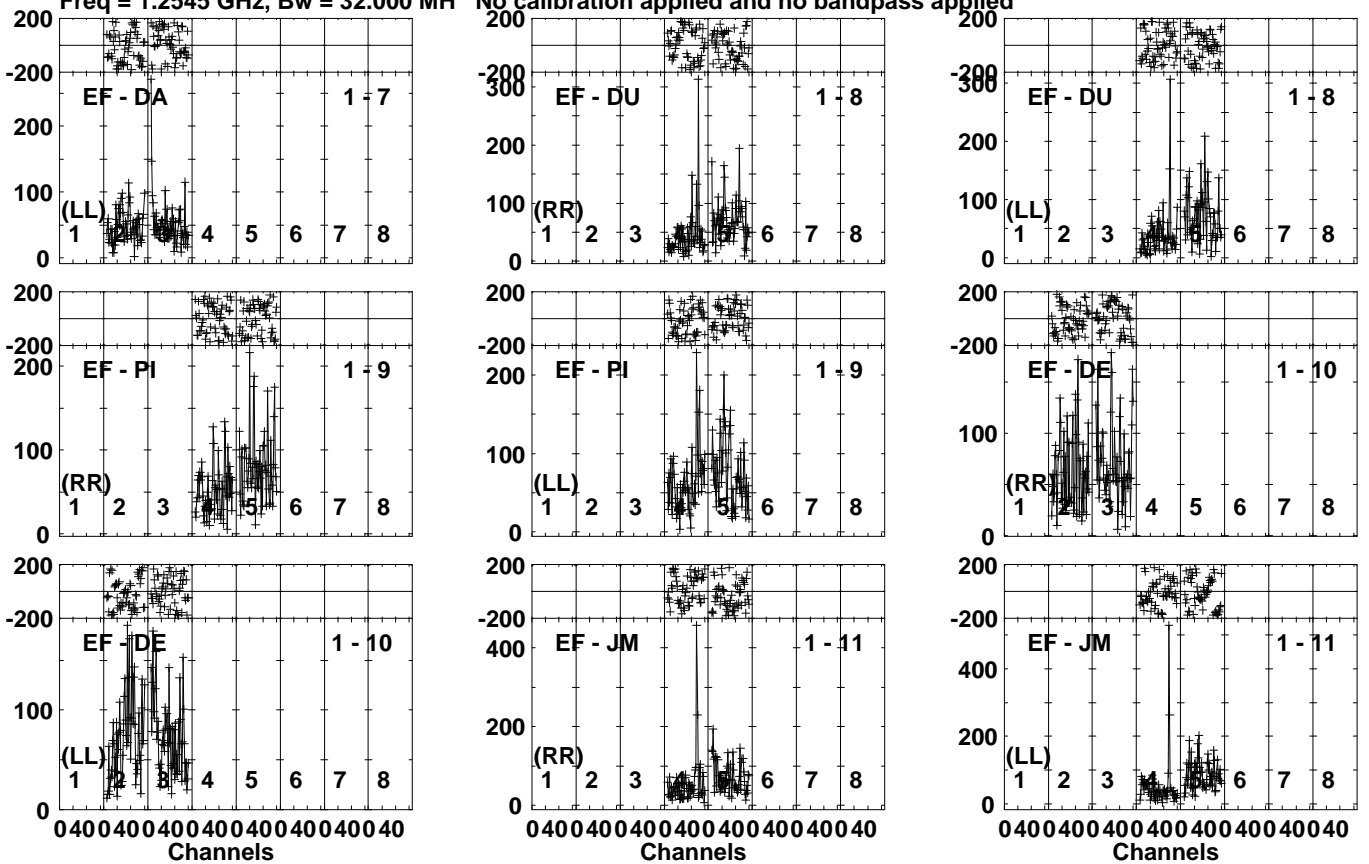 Freq = 1.2545 GHz, Bw = 32.000 MH No calibration applied and no bandpass applied
200
-200
EF - DA 1 - 7
200
100
0
(LL)
1 2 3 4 5 6 7 8
200
-200
EF - DU 1 - 8
300
200
100
0
(RR)
1 2 3 4 5 6 7 8
200
-200
EF - DU 1 - 8
300
200
100
0
(LL)
1 2 3 4 5 6 7 8
200
-200
EF - PI 1 - 9
200
100
0
(RR)
1 2 3 4 5 6 7 8
200
-200
EF - PI 1 - 9
200
100
0
(LL)
1 2 3 4 5 6 7 8
200
-200
EF - DE 1 - 10
100
0
(RR)
1 2 3 4 5 6 7 8
200
-200
EF - DE 1 - 10
100
0
(LL)
1 2 3 4 5 6 7 8
200
-200
EF - JM 1 - 11
400
200
0
(RR)
1 2 3 4 5 6 7 8
200
-200
EF - JM 1 - 11
400
200
0
(LL)
1 2 3 4 5 6 7 8
0 40 0 40 0 40 0 40 0 40 0 40 0 40 0 40
Channels
0 40 0 40 0 40 0 40 0 40 0 40 0 40 0 40
Channels
0 40 0 40 0 40 0 40 0 40 0 40 0 40 0 40
Channels